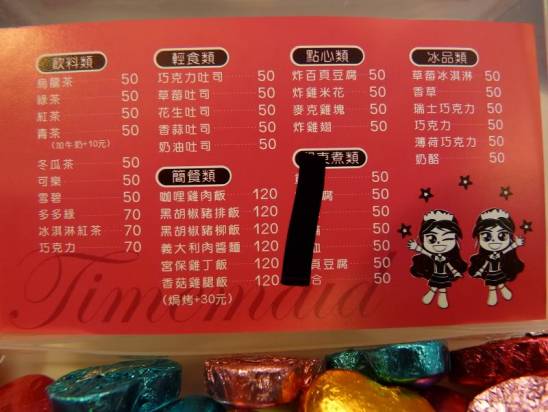 飲料類
烏龍茶 50
綠茶 50
紅茶 50
青茶 50
(加牛奶+10元)
冬瓜茶 50
可樂 50
雪碧 50
多多綠 70
冰淇淋紅茶 70
巧克力 70
輕食類
巧克力吐司 50
草莓吐司 50
花生吐司 50
香蒜吐司 50
奶油吐司 50
簡餐類
咖哩雞肉飯 120
黑胡椒豬排飯 120
黑胡椒豬柳飯 120
義大利肉醬麵 120
宮保雞丁飯 120
香菇雞腿飯 120
(焗烤+30元)
點心類
炸百頁豆腐 50
炸雞米花 50
麥克雞塊 50
炸雞翅 50
東煮類
50
50
50
50
50
頁豆腐 50
合 50
冰品類
草莓冰淇淋 50
香草 50
瑞士巧克力 50
巧克力 50
薄荷巧克力 50
奶酪 50
Timemaid